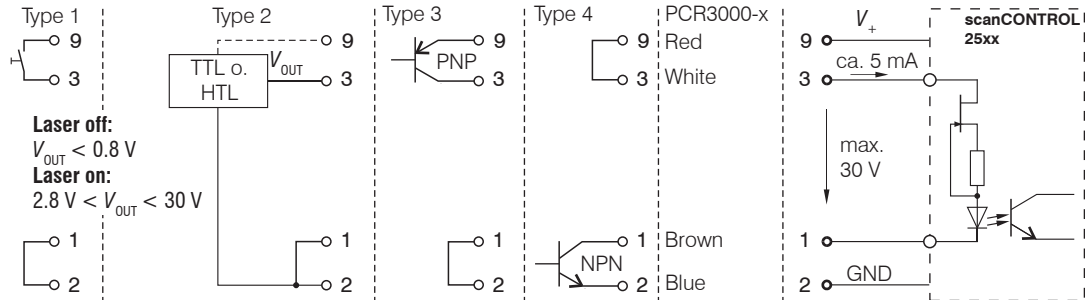 Type 1 Type 2 Type 3 Type 4 PCR3000-x V+ scanCONTROL
25xx
9 9 9 9 Red 9
TTL o.
HTL
VOUT
PNP
ca. 5 mA
3 3 3 3 White 3
Laser off:
VOUT < 0.8 V
Laser on:
2.8 V < VOUT < 30 V
max.
30 V
1 1 1 1 Brown 1
NPN
2 2 2 2 Blue 2 GND